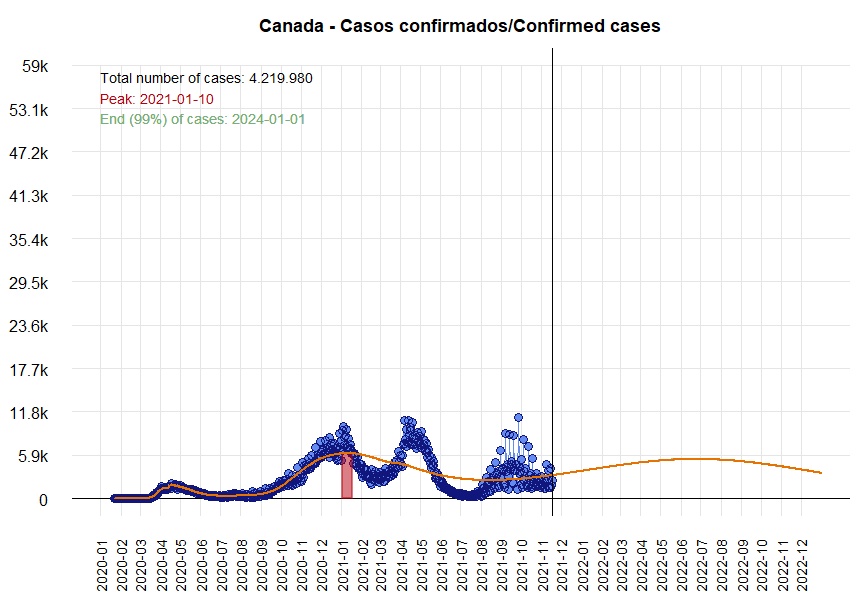 Canada - Casos confirmados/Confirmed cases
59k
Total number of cases: 4.219.980
Peak: 2021-01-10
End (99%) of cases: 2024-01-01
53.1k
47.2k
41.3k
35.4k
29.5k
23.6k
17.7k
11.8k
5.9k
0
2020-01
2020-02
2020-03
2020-04
2020-05
2020-06
2020-07
2020-08
2020-09
2020-10
2020-11
2020-12
2021-01
2021-02
2021-03
2021-04
2021-05
2021-06
2021-07
2021-08
2021-09
2021-10
2021-11
2021-12
2022-01
2022-02
2022-03
2022-04
2022-05
2022-06
2022-07
2022-08
2022-09
2022-10
2022-11
2022-12